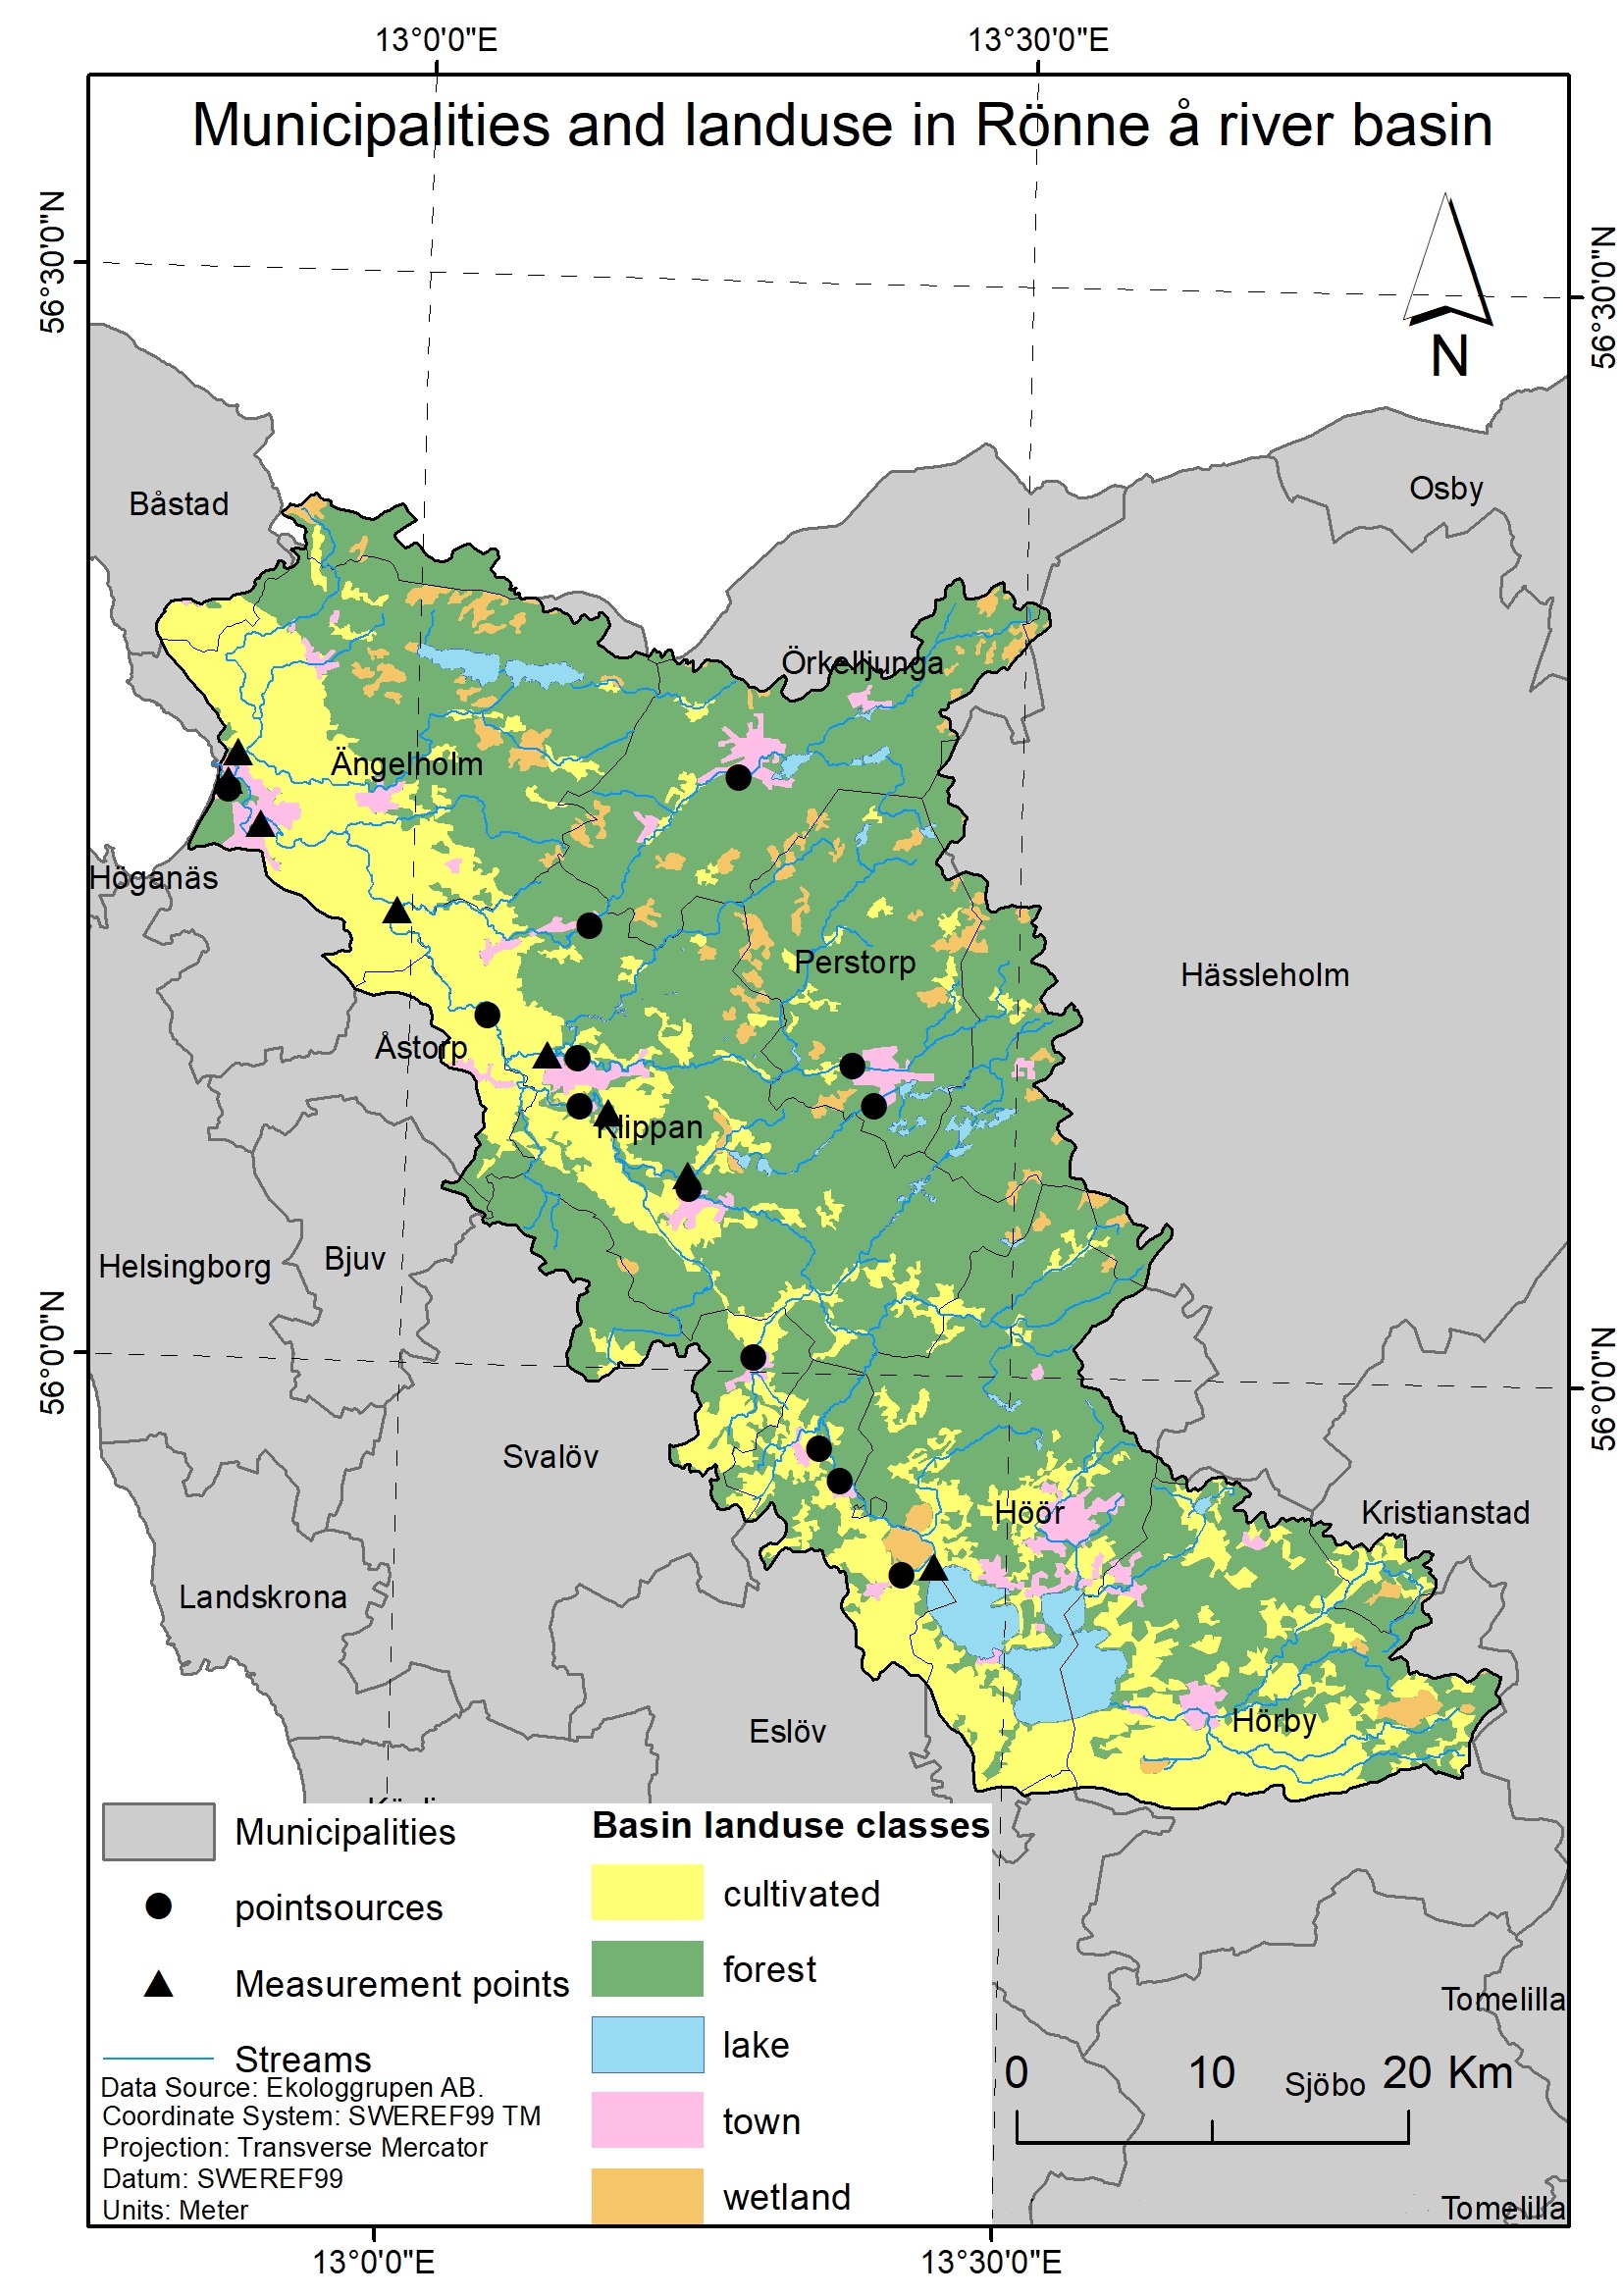 13°0'0"E
13°30'0"E
Municipalities and landuse in Rönne å river basin
56°30'0"N
56°30'0"N
N
Båstad
Osby
Örkelljunga
Ängelholm
Höganäs
Perstorp
Hässleholm
Åstorp
Klippan
Helsingborg
Bjuv
56°0'0"N
56°0'0"N
Svalöv
Höör
Kristianstad
Landskrona
Eslöv
Hörby
Municipalities
pointsources
Measurement points
Streams
Data Source: Ekologgrupen AB.
Coordinate System: SWEREF99 TM
Projection: Transverse Mercator
Datum: SWEREF99
Units: Meter
Basin landuse classes
cultivated
forest
lake
town
wetland
Tomelilla
0 10 20 Km
Sjöbo
Tomelilla
13°0'0"E
13°30'0"E